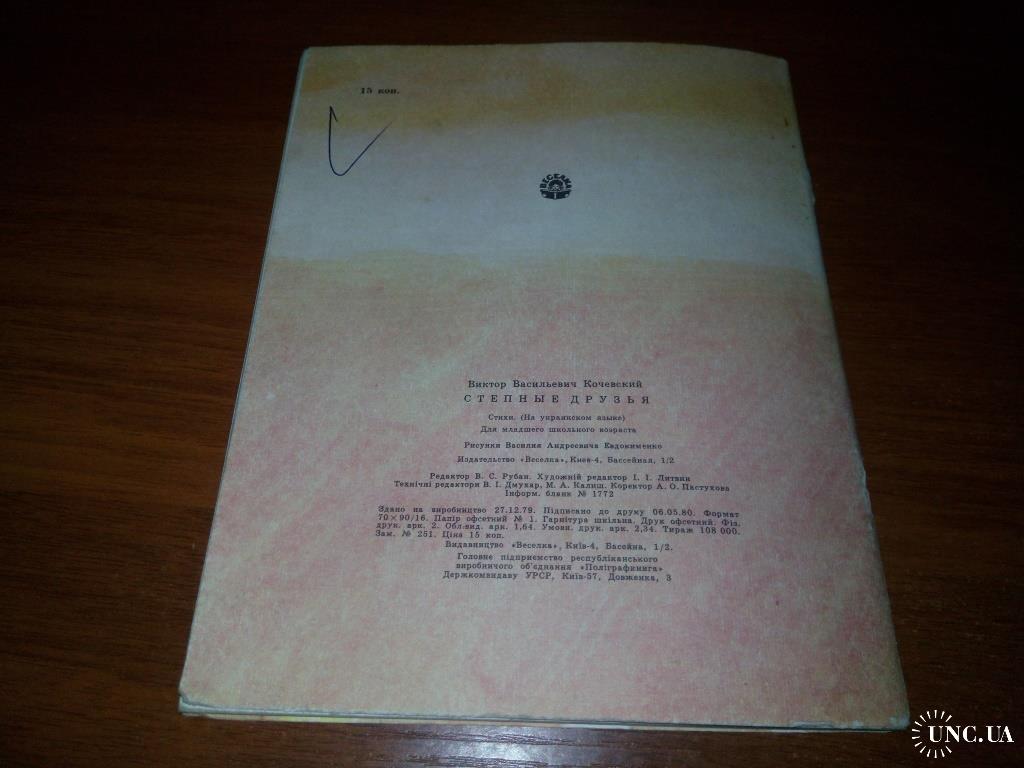 15 коп.
ВЕСЕЛКА
Виктор Васильевич Кочевский
СТЕПНЫЕ ДРУЗЬЯ
Стихи. (На украинском языке)
Для младшего школьного возраста
Рисунки Василия Андреевича Евдокименко
Издательство «Веселка», Киев-4, Бассейная, 1/2
Редактор В. С. Рубан. Художній редактор І. І. Литвин
Технічні редактори В. І. Дмухар, М. А. Калиш. Коректор А. О. Пастухова
Інформ. бланк № 1772
Здано на виробництво 27.12.79. Підписано до друку 06.05.80. Формат
70×90/16. Папір офсетний № 1. Гарнітура шкільна. Друк офсетний. Фіз.
друк. арк. 2. Обл.-вид. арк. 1,64. Умовн. друк. арк. 2,34. Тираж 108 000.
Зам. № 251. Ціна 15 коп.
Видавництво «Веселка», Київ-4, Басейна, 1/2.
Головне підприємство республіканського
виробничого об'єднання «Поліграфкнига»
Держкомвидаву УРСР, Київ-57, Довженка, 3
UNC.UA